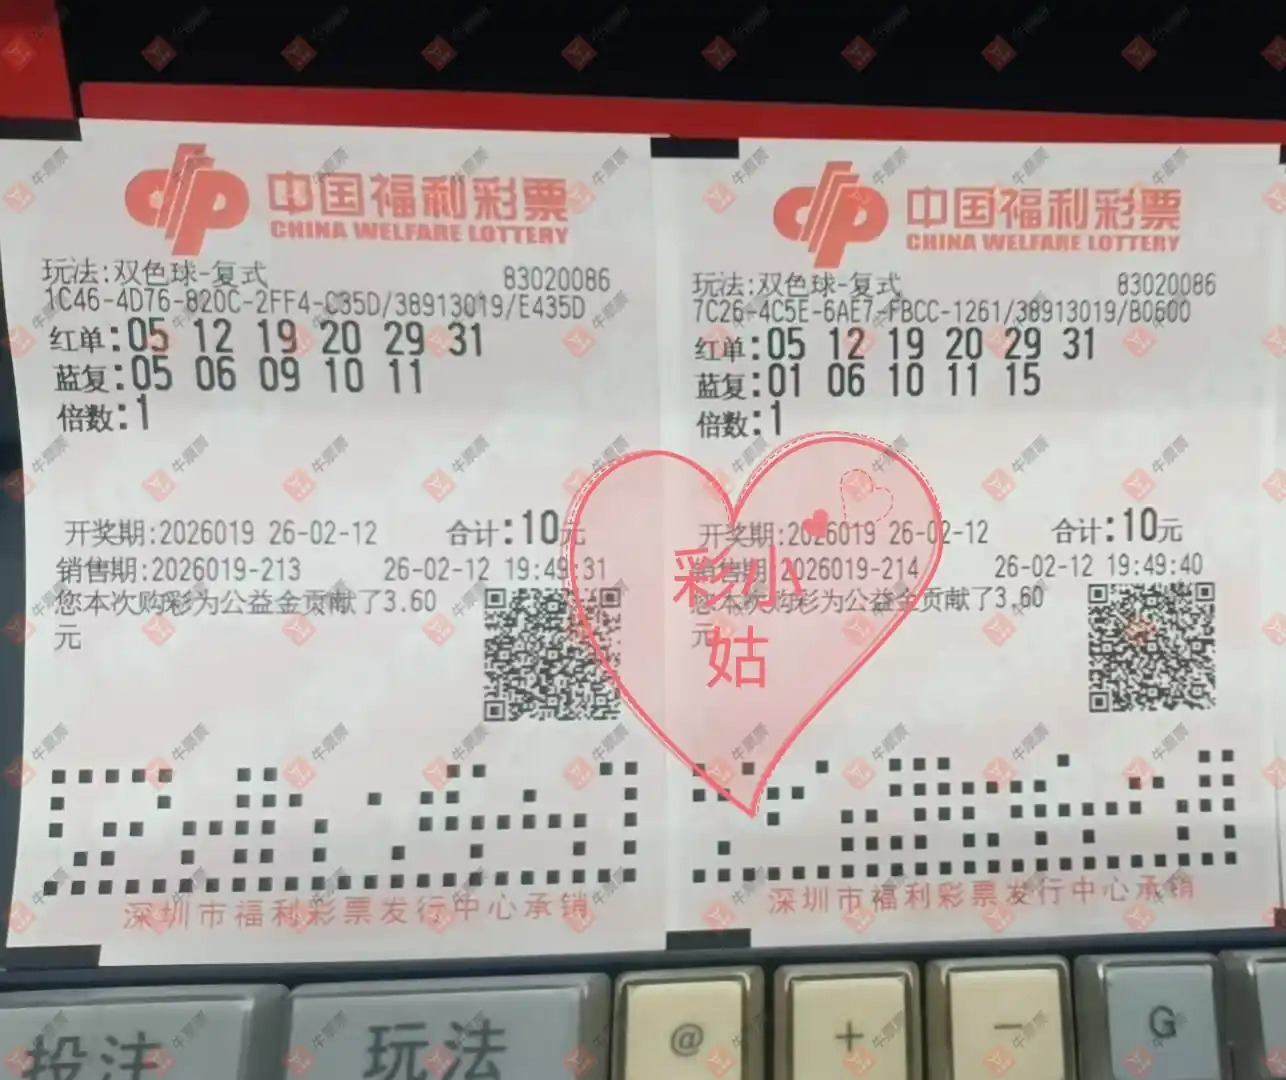 中国福利彩票
CHINA WELFARE LOTTERY
玩法:双色球-复式 83020086
1C46-4D76-820C-2FF4-C35D/38913019/E435D
红单:05 12 19 20 29 31
蓝复:05 06 09 10 11
倍数:1
开奖期:2026019 26-02-12 合计:10元
销售期:2026019-213 26-02-12 19:49:31
您本次购彩为公益金贡献了3.60
元
深圳市福利彩票发行中心承销
中国福利彩票
CHINA WELFARE LOTTERY
玩法:双色球-复式 83020086
7C26-4C5E-6AE7-FBCC-1261/38913019/B0600
红单:05 12 19 20 29 31
蓝复:01 06 10 11 15
倍数:1
开奖期:2026019 26-02-12 合计:10元
销售期:2026019-214 26-02-12 19:49:40
您本次购彩为公益金贡献了3.60
元
深圳市福利彩票发行中心承销
彩小
姑
投注 玩法 @ + - G